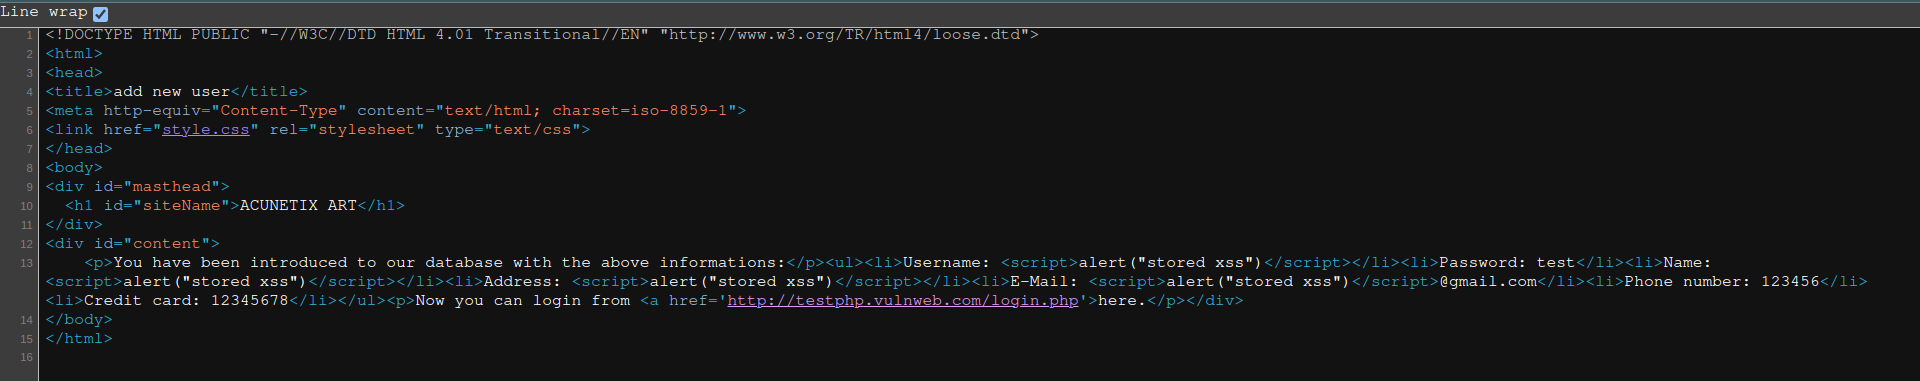 Line wrap
1 <!DOCTYPE HTML PUBLIC "-//W3C//DTD HTML 4.01 Transitional//EN" "http://www.w3.org/TR/html4/loose.dtd">
2 <html>
3 <head>
4 <title>add new user</title>
5 <meta http-equiv="Content-Type" content="text/html; charset=iso-8859-1">
6 <link href="style.css" rel="stylesheet" type="text/css">
7 </head>
8 <body>
9 <div id="masthead">
10   <h1 id="siteName">ACUNETIX ART</h1>
11 </div>
12 <div id="content">
13     <p>You have been introduced to our database with the above informations:</p><ul><li>Username: <script>alert("stored xss")</script></li><li>Password: test</li><li>Name:
<script>alert("stored xss")</script></li><li>Address: <script>alert("stored xss")</script></li><li>E-Mail: <script>alert("stored xss")</script>@gmail.com</li><li>Phone number: 123456</li>
<li>Credit card: 12345678</li></ul><p>Now you can login from <a href='http://testphp.vulnweb.com/login.php'>here.</p></div>
14 </body>
15 </html>
16